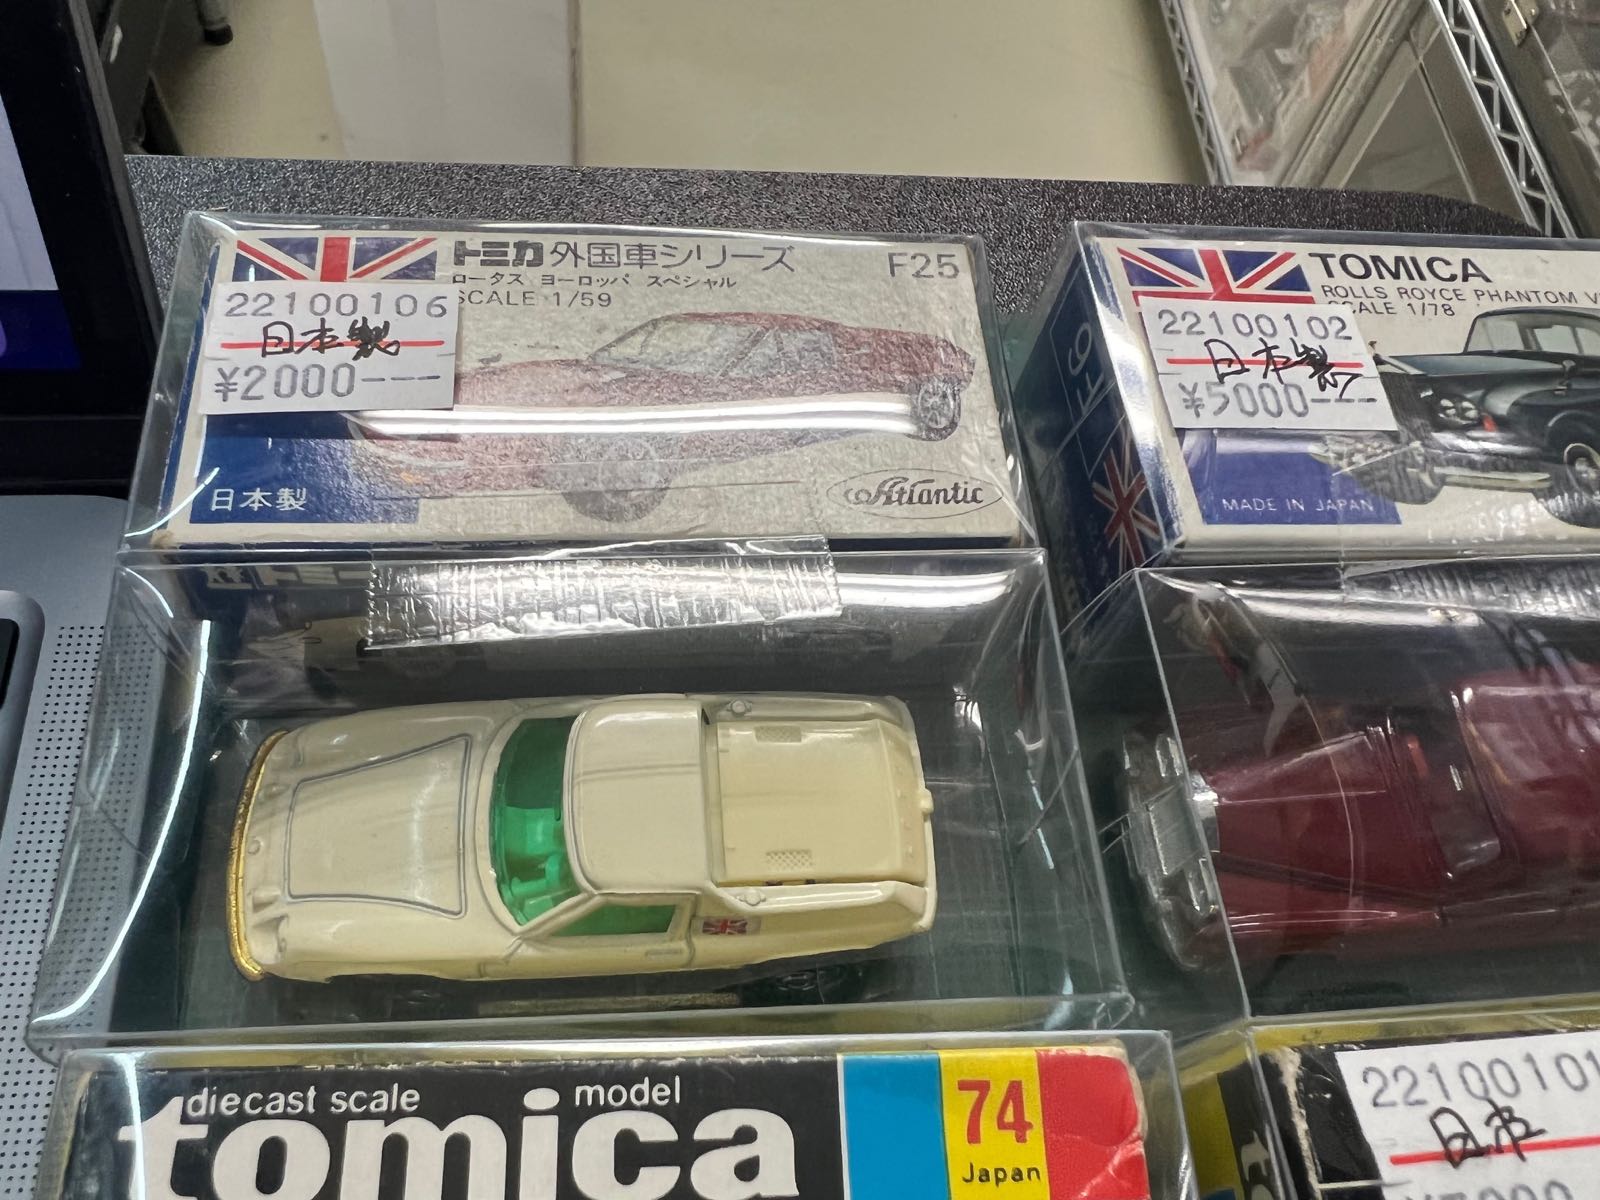 トミカ 外国車シリーズ F25
ロータス ヨーロッパ スペシャル
SCALE 1/59
22100106
日本製
¥2000---
日本製
Atlantic
TOMICA
ROLLS ROYCE PHANTOM
SCALE 1/78
22100102
日本製
¥5000---
MADE IN JAPAN
diecast scale model
tomica
74
Japan
22100101
日本